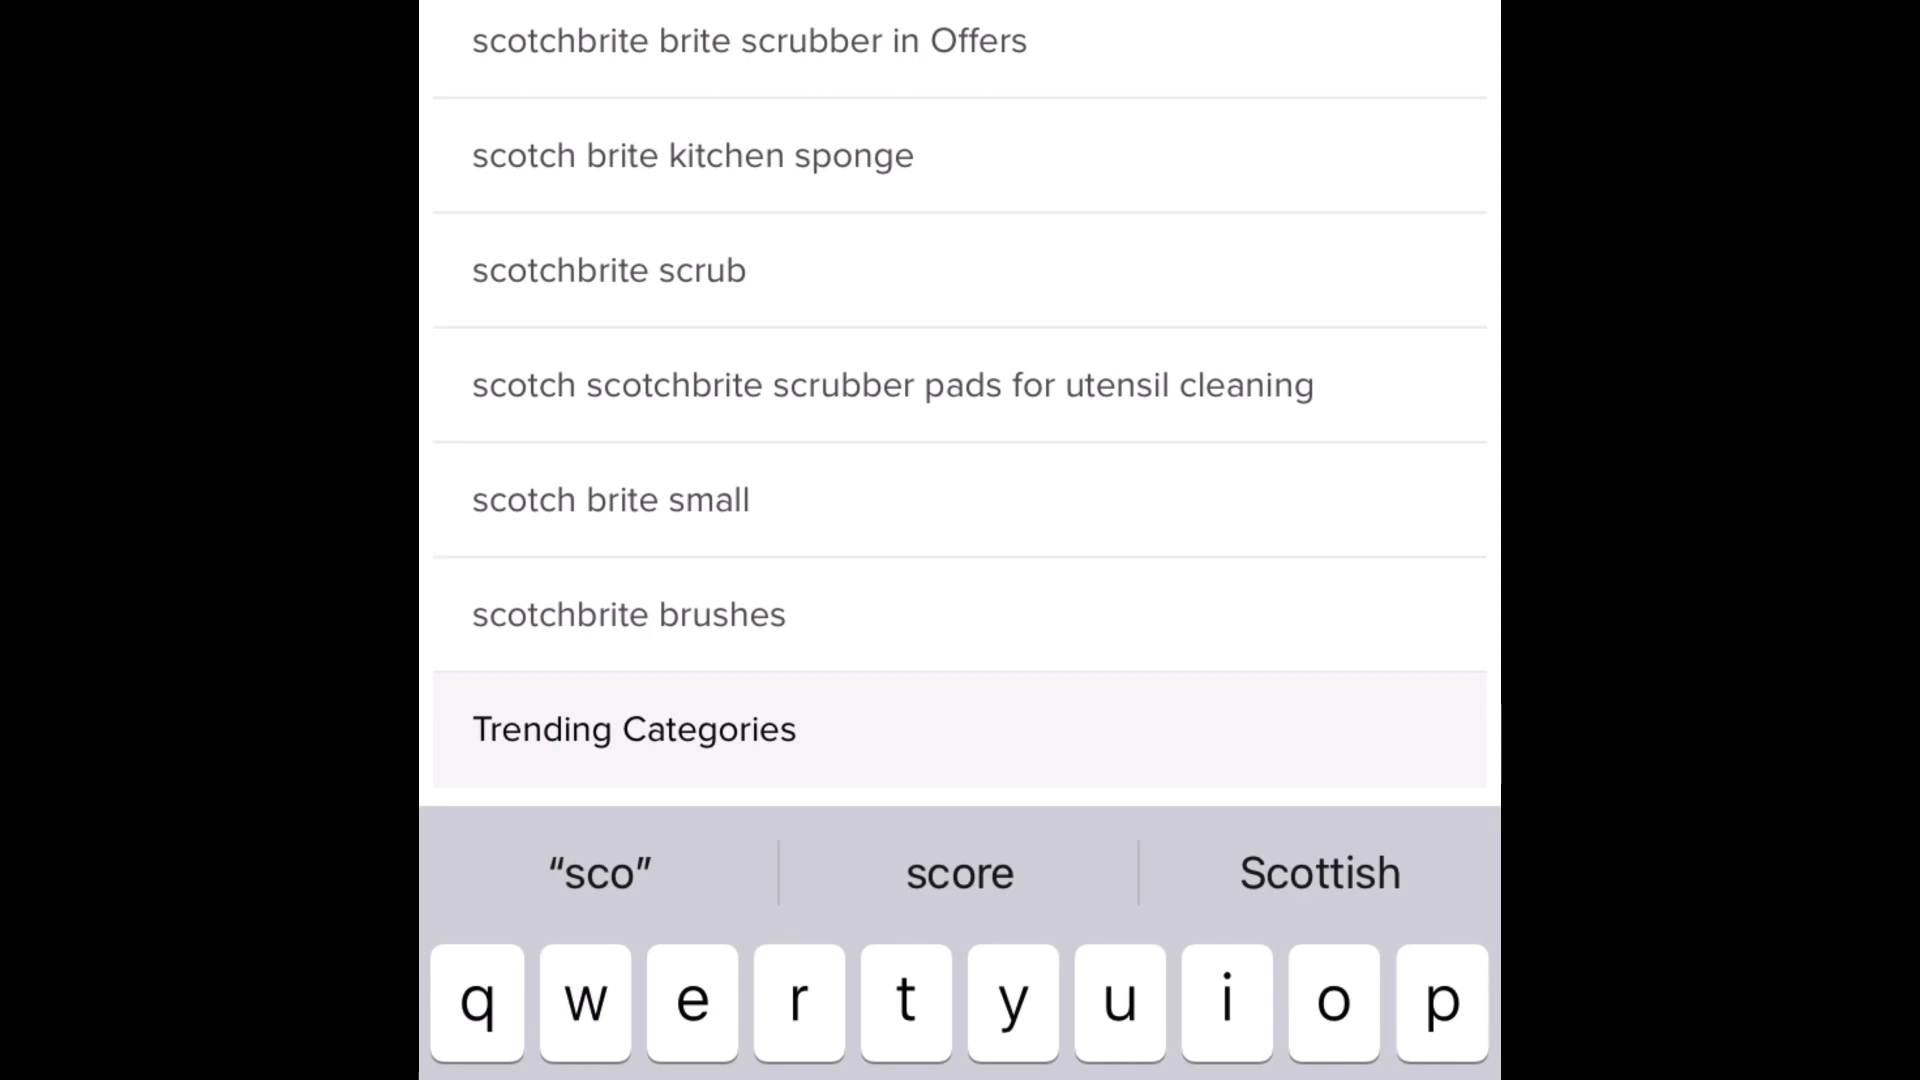 scotchbrite brite scrubber in Offers
scotch brite kitchen sponge
scotchbrite scrub
scotch scotchbrite scrubber pads for utensil cleaning
scotch brite small
scotchbrite brushes
Trending Categories
“sco” score Scottish
q w e r t y u i o p